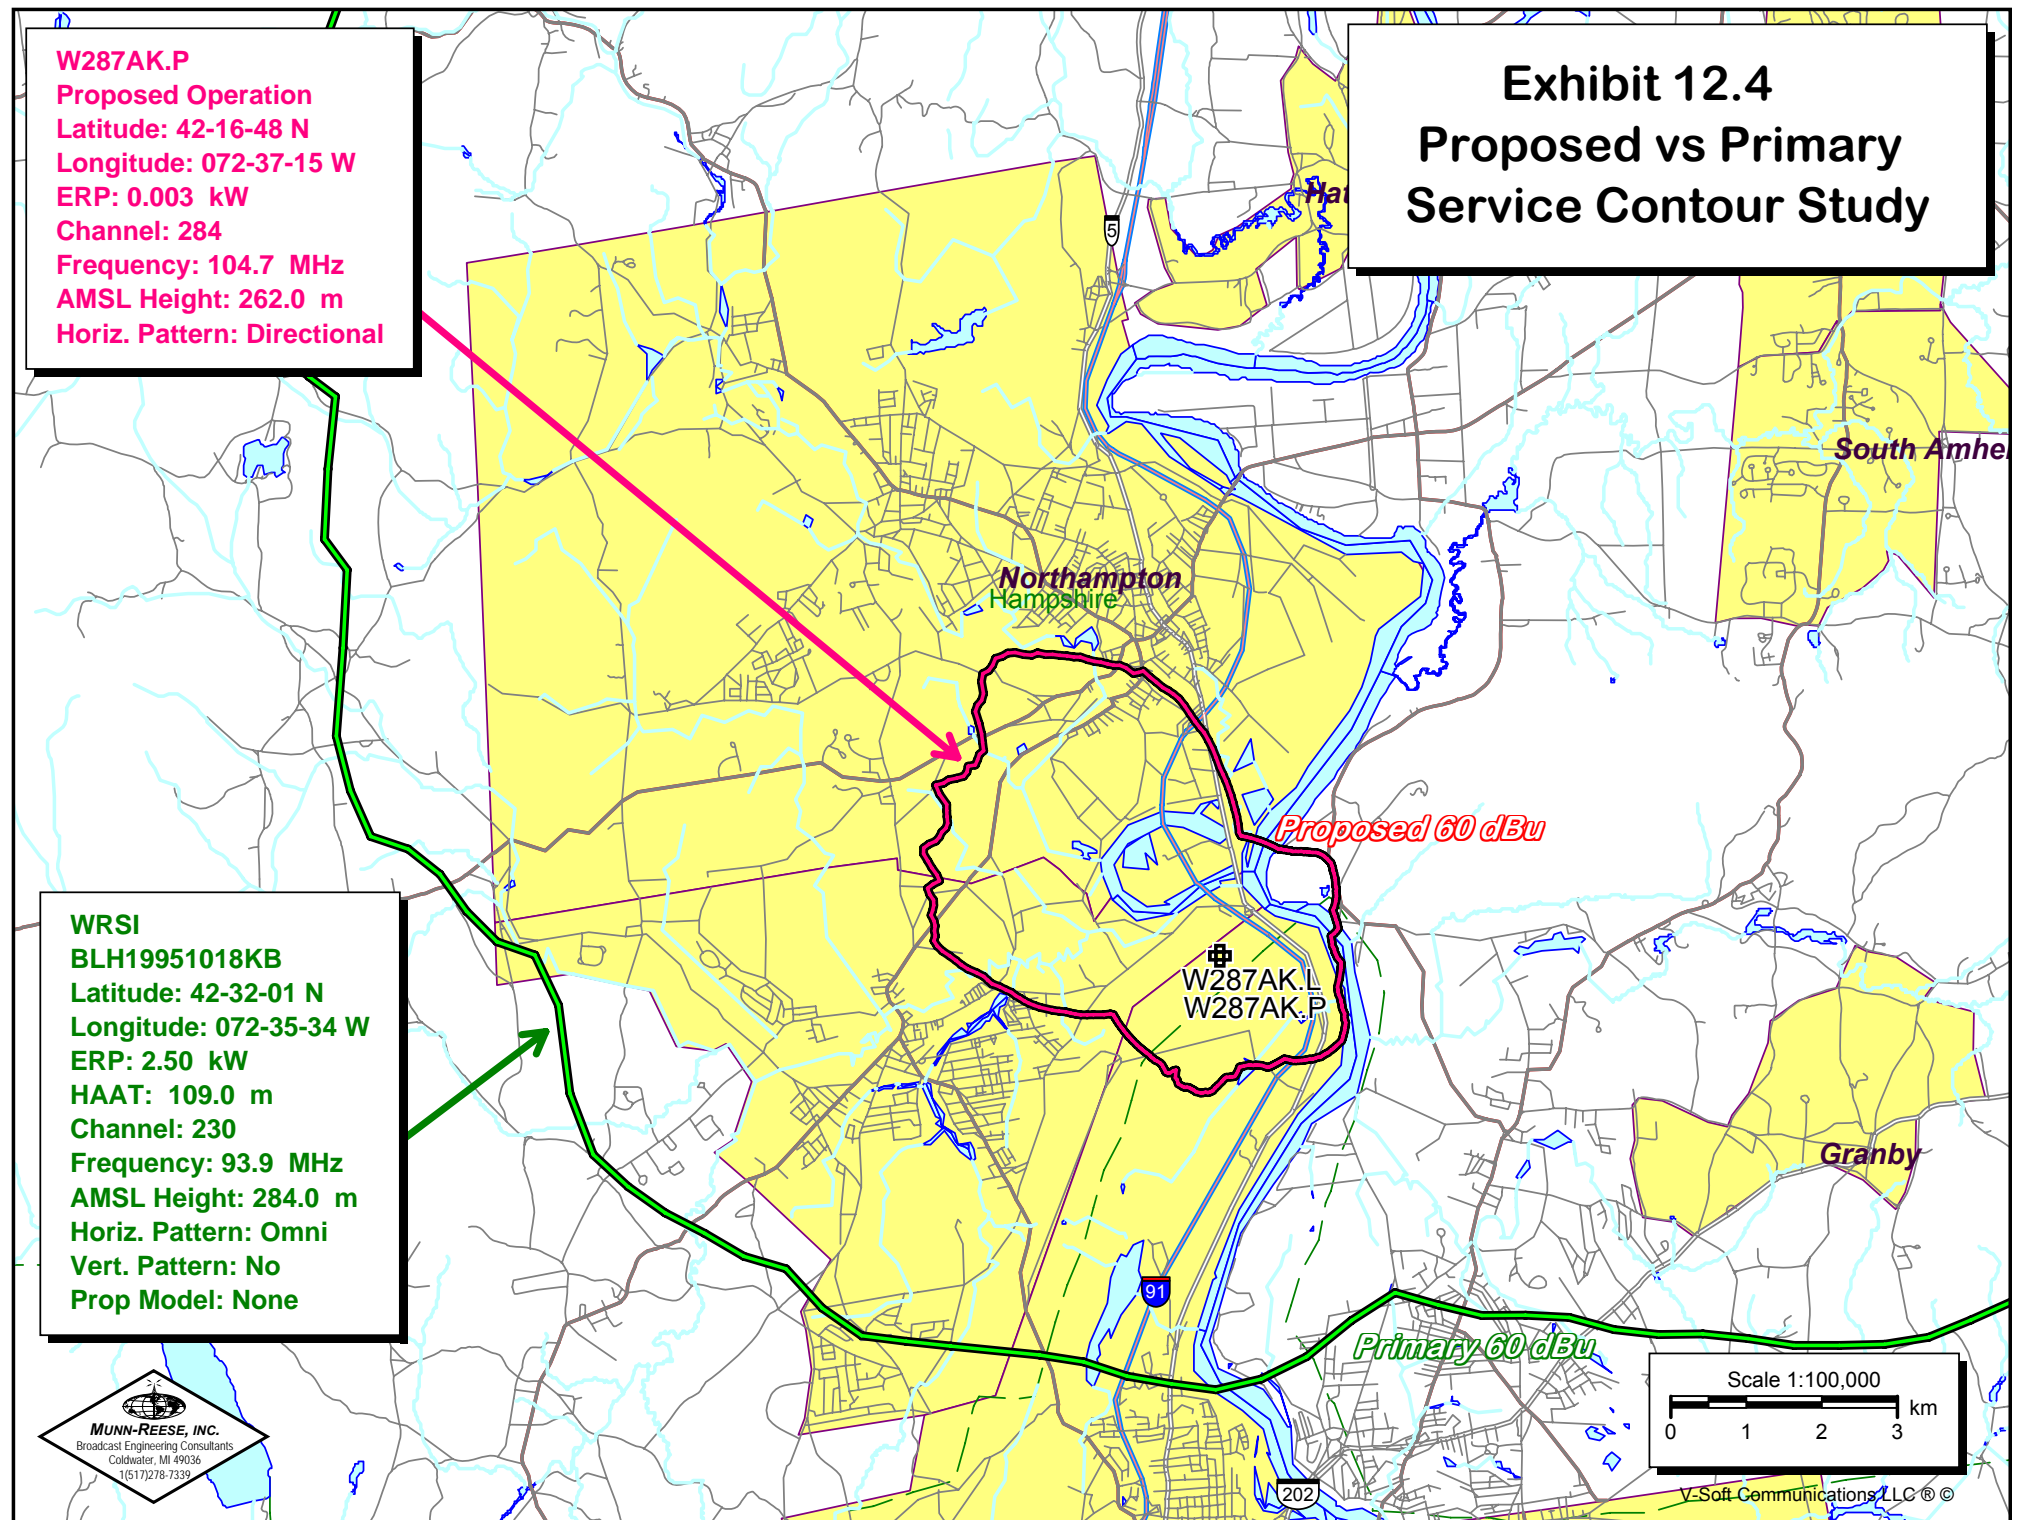 W287AK.P
Proposed Operation
Latitude: 42-16-48 N
Longitude: 072-37-15 W
ERP: 0.003 kW
Channel: 284
Frequency: 104.7 MHz
AMSL Height: 262.0 m
Horiz. Pattern: Directional
Exhibit 12.4
Proposed vs Primary
Service Contour Study
Hat
5
South Amher
Northampton
Hampshire
Proposed 60 dBu
W287AK.L
W287AK.P
WRSI
BLH19951018KB
Latitude: 42-32-01 N
Longitude: 072-35-34 W
ERP: 2.50 kW
HAAT: 109.0 m
Channel: 230
Frequency: 93.9 MHz
AMSL Height: 284.0 m
Horiz. Pattern: Omni
Vert. Pattern: No
Prop Model: None
Granby
91
Primary 60 dBu
Scale 1:100,000
km
0 1 2 3
202
V-Soft Communications LLC ® ©
MUNN-REESE, INC.
Broadcast Engineering Consultants
Coldwater, MI 49036
1(517)278-7339